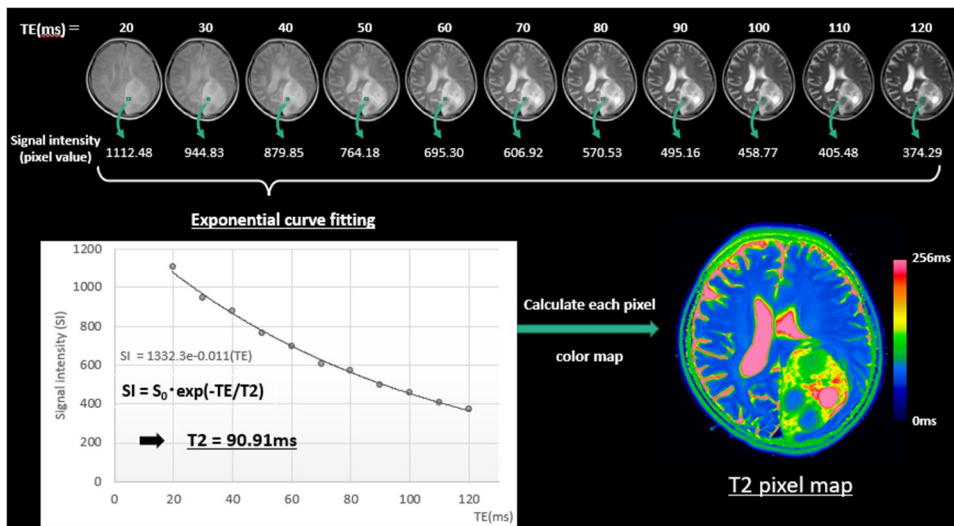 TE(ms) = 20 30 40 50 60 70 80 90 100 110 120
Signal intensity
(pixel value) 1112.48 944.83 879.85 764.18 695.30 606.92 570.53 495.16 458.77 405.48 374.29
Exponential curve fitting
1200
1000
800
600
400
200
0
Signal intensity (SI)
SI = 1332.3e-0.011(TE)
SI = S₀·exp(-TE/T2)
T2 = 90.91ms
0 20 40 60 80 100 120
TE(ms)
Calculate each pixel
color map
256ms
0ms
T2 pixel map